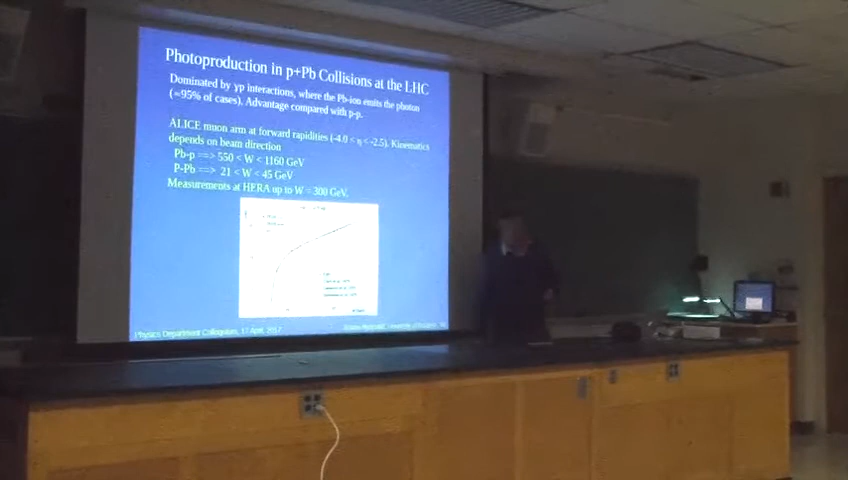 Photoproduction in p+Pb Collisions at the LHC
Dominated by γp interactions, where the Pb-ion emits the photon
(≈95% of cases). Advantage compared with p-p.
ALICE muon arm at forward rapidities (-4.0 < η < -2.5). Kinematics
depends on beam direction
Pb-p ==> 550 < W < 1160 GeV
P-Pb ==> 21 < W < 45 GeV
Measurements at HERA up to W = 300 GeV.
Physics Department Colloquium, 17 April, 2017
University of